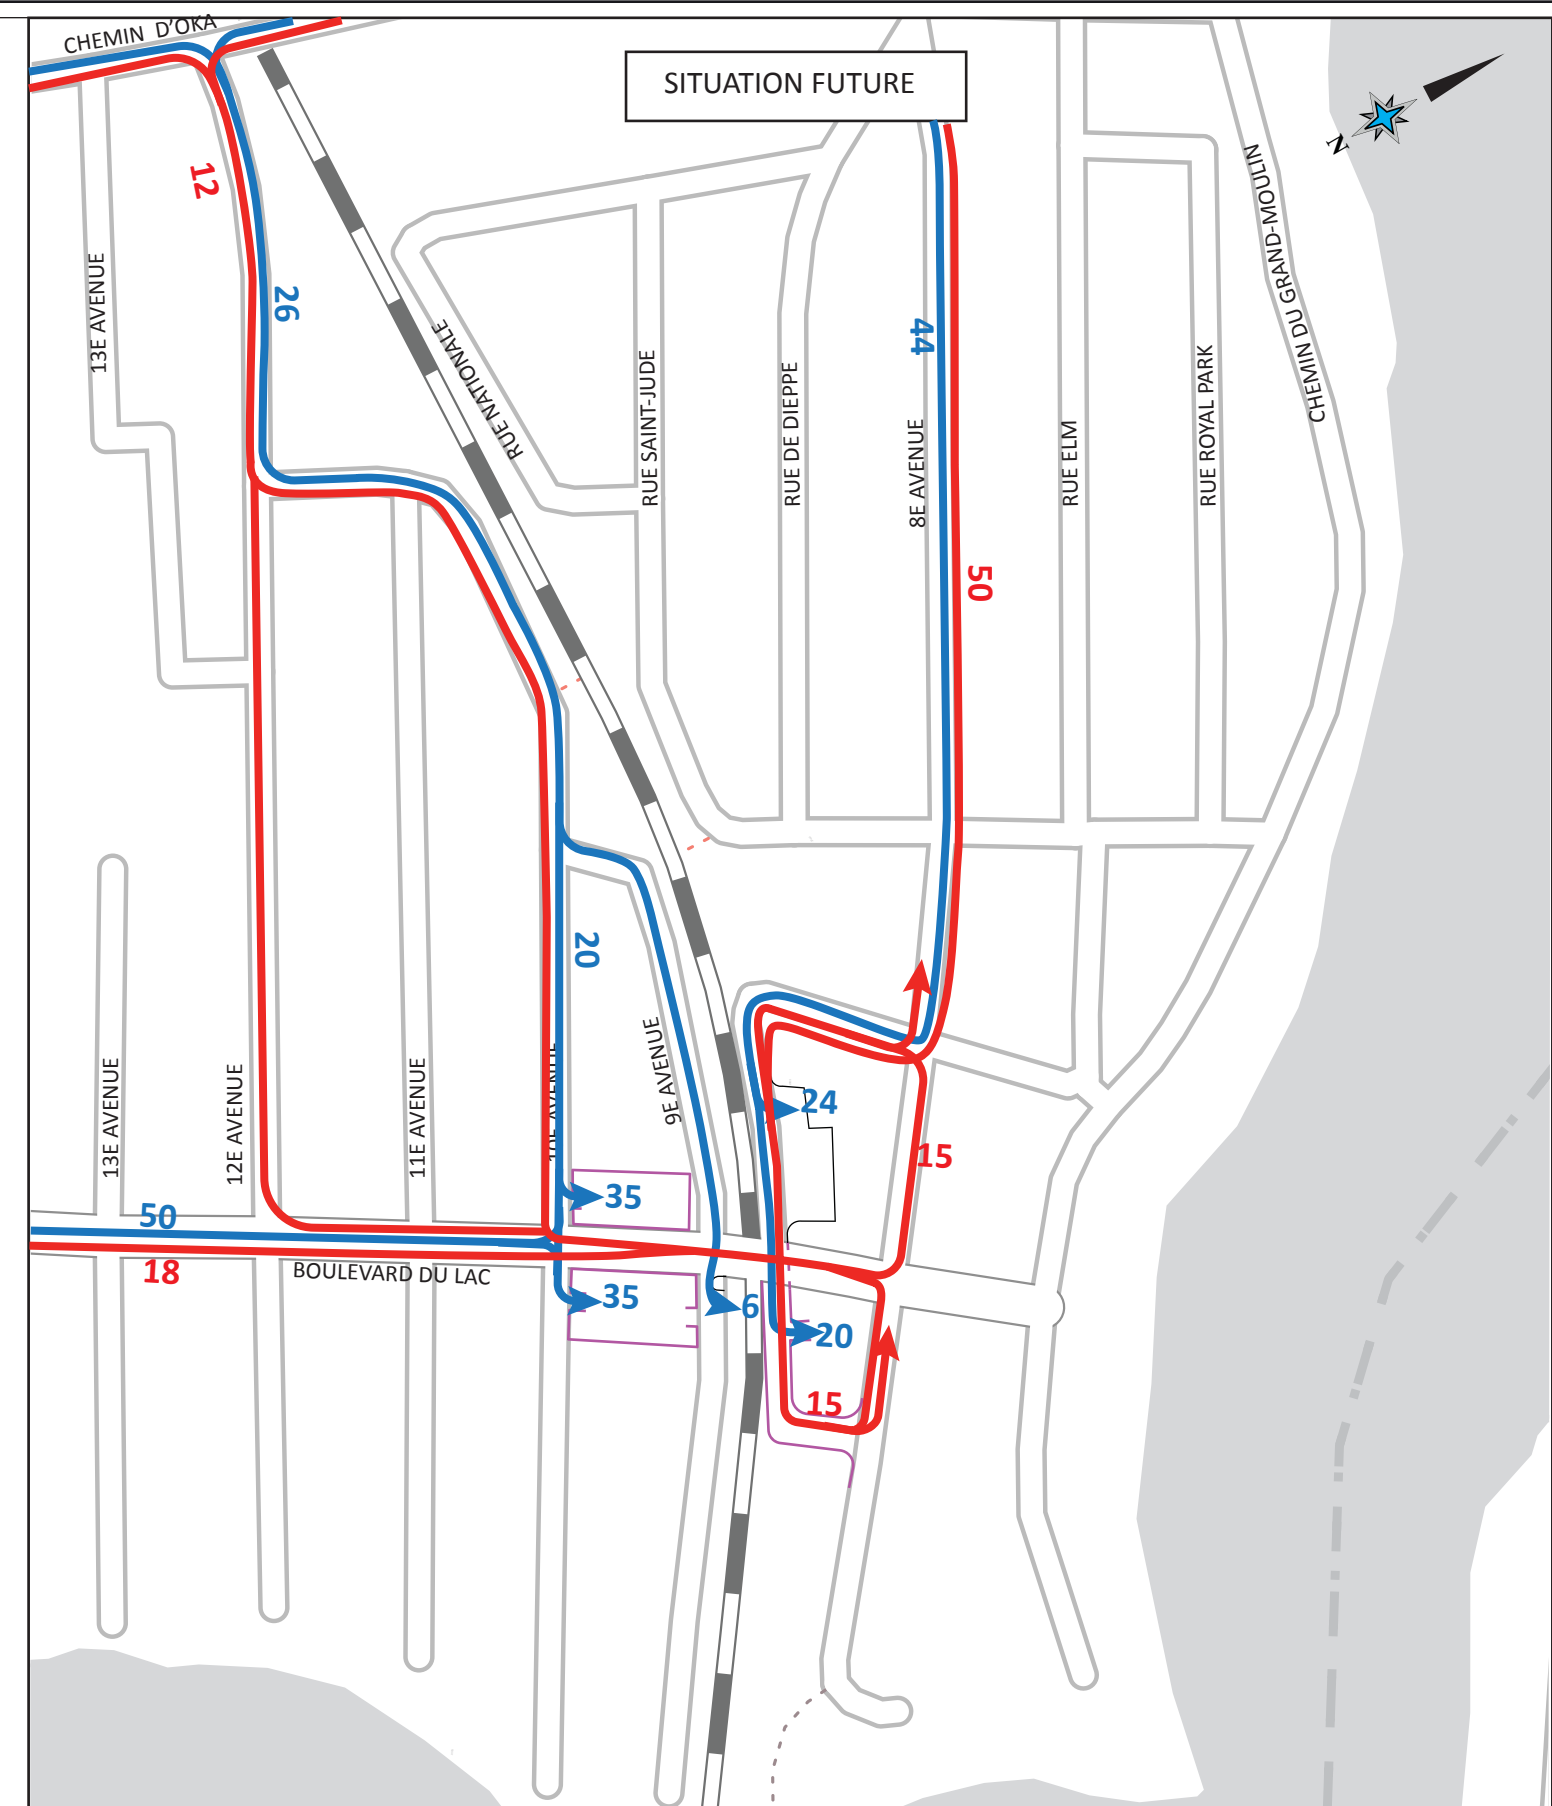 CHEMIN D'OKA
SITUATION FUTURE
N
12
13E AVENUE
26
RUE NATIONALE
RUE SAINT-JUDE
RUE DE DIEPPE
44
8E AVENUE
50
RUE ELM
RUE ROYAL PARK
CHEMIN DU GRAND-MOULIN
20
13E AVENUE
12E AVENUE
11E AVENUE
10E AVENUE
9E AVENUE
24
15
35
50
18
BOULEVARD DU LAC
35
6
20
15